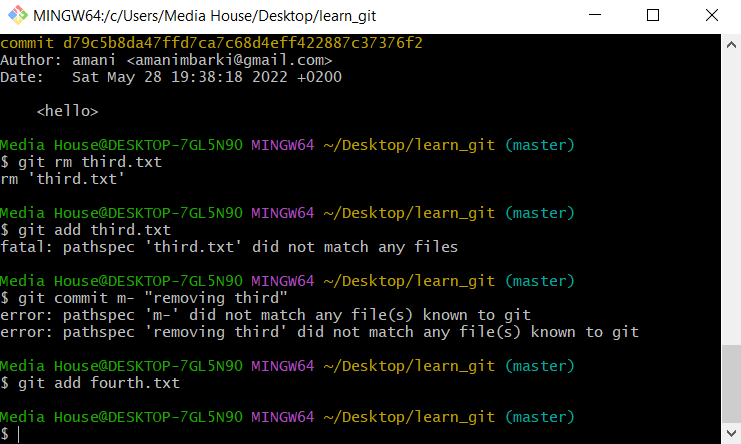 MINGW64:/c/Users/Media House/Desktop/learn_git
commit d79c5b8da47ffd7ca7c68d4eff422887c37376f2
Author: amani <amanimbarki@gmail.com>
Date:   Sat May 28 19:38:18 2022 +0200
    <hello>
Media House@DESKTOP-7GL5N90 MINGW64 ~/Desktop/learn_git (master)
$ git rm third.txt
rm 'third.txt'
Media House@DESKTOP-7GL5N90 MINGW64 ~/Desktop/learn_git (master)
$ git add third.txt
fatal: pathspec 'third.txt' did not match any files
Media House@DESKTOP-7GL5N90 MINGW64 ~/Desktop/learn_git (master)
$ git commit m- "removing third"
error: pathspec 'm-' did not match any file(s) known to git
error: pathspec 'removing third' did not match any file(s) known to git
Media House@DESKTOP-7GL5N90 MINGW64 ~/Desktop/learn_git (master)
$ git add fourth.txt
Media House@DESKTOP-7GL5N90 MINGW64 ~/Desktop/learn_git (master)
$